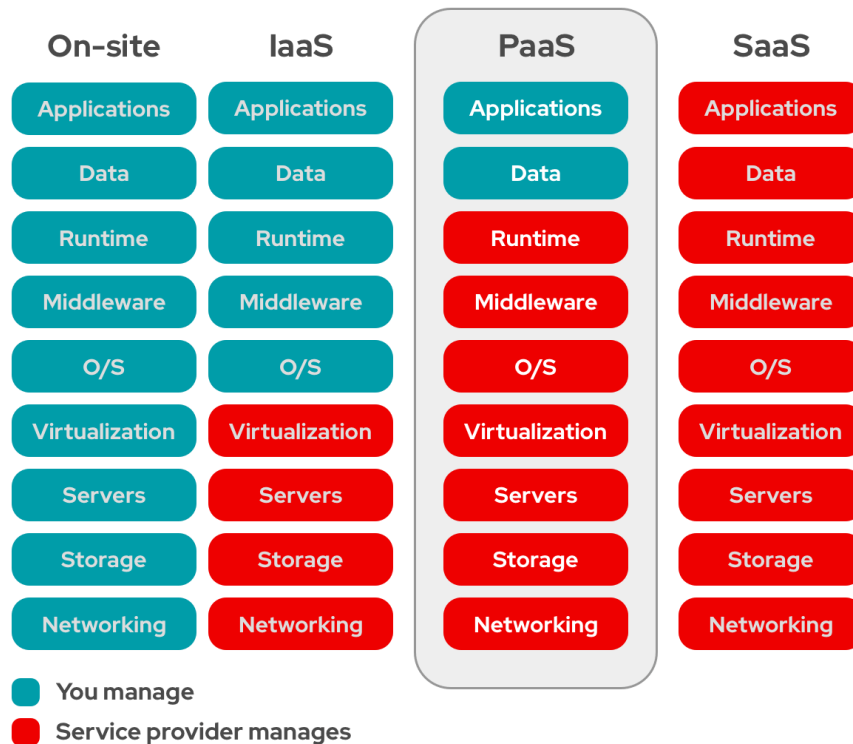 On-site IaaS PaaS SaaS
Applications Applications Applications Applications
Data Data Data Data
Runtime Runtime Runtime Runtime
Middleware Middleware Middleware Middleware
O/S O/S O/S O/S
Virtualization Virtualization Virtualization Virtualization
Servers Servers Servers Servers
Storage Storage Storage Storage
Networking Networking Networking Networking
You manage
Service provider manages